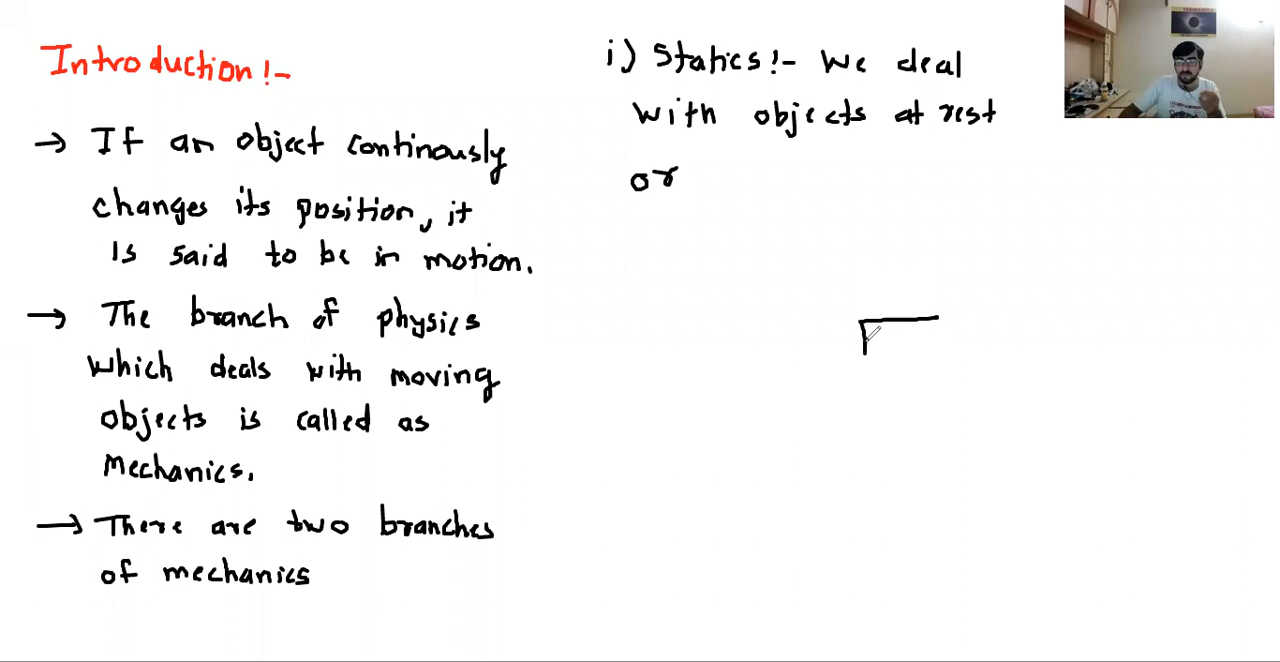 Introduction:-
→ If an object continously
changes its position, it
is said to be in motion.
→ The branch of physics
which deals with moving
objects is called as
mechanics.
→ There are two branches
of mechanics
i) Statics:- We deal
with objects at rest
or